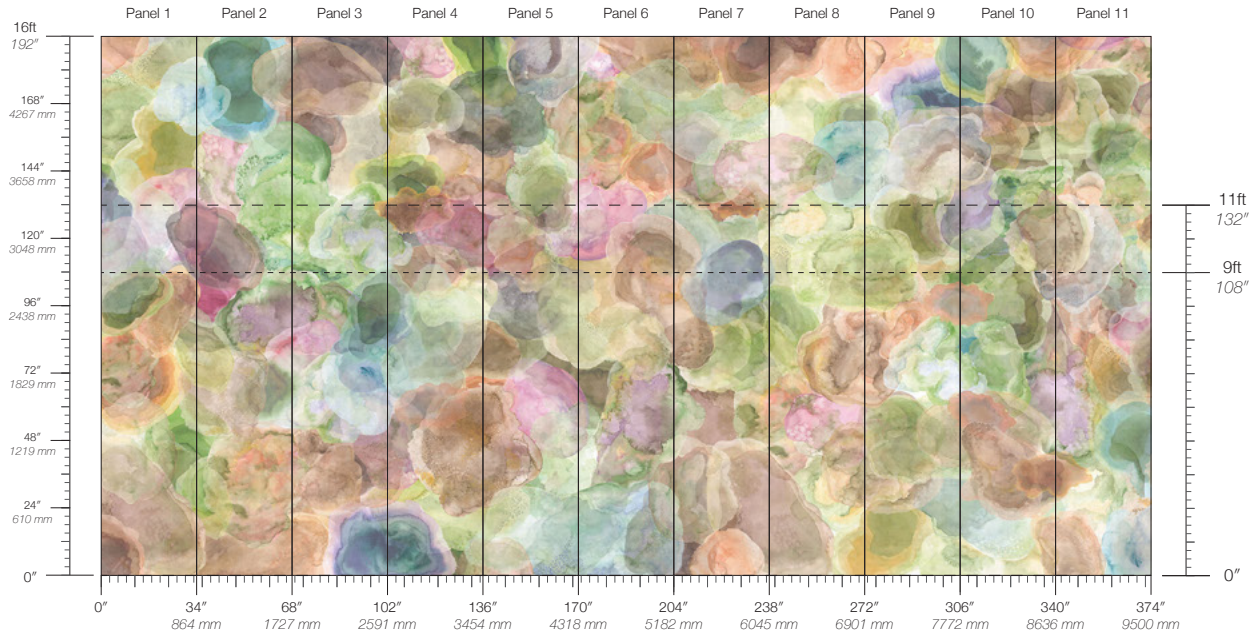 Panel 1 Panel 2 Panel 3 Panel 4 Panel 5 Panel 6 Panel 7 Panel 8 Panel 9 Panel 10 Panel 11
16ft
192″
168″
4267 mm
144″
3658 mm
120″
3048 mm
96″
2438 mm
72″
1829 mm
48″
1219 mm
24″
610 mm
0″
11ft
132″
9ft
108″
0″
0″ 34″ 68″ 102″ 136″ 170″ 204″ 238″ 272″ 306″ 340″ 374″
864 mm 1727 mm 2591 mm 3454 mm 4318 mm 5182 mm 6045 mm 6901 mm 7772 mm 8636 mm 9500 mm